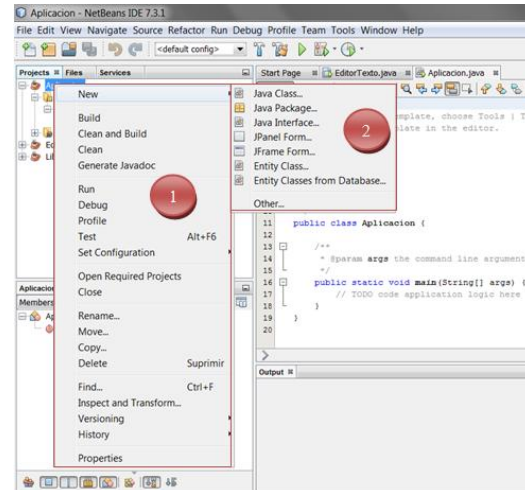 Aplicacion - NetBeans IDE 7.3.1
File Edit View Navigate Source Refactor Run Debug Profile Team Tools Window Help
<default config>
Projects Files Services
Start Page EditorTexto.java Aplicacion.java
New
Build
Clean and Build
Clean
Generate Javadoc
Run
Debug
Profile
Test Alt+F6
Set Configuration
Open Required Projects
Close
Rename...
Move...
Copy...
Delete Suprimir
Find... Ctrl+F
Inspect and Transform...
Versioning
History
Properties
1
Java Class...
Java Package...
Java Interface...
JPanel Form...
JFrame Form...
Entity Class...
Entity Classes from Database...
Other...
2
template, choose Tools | T
plate in the editor.
11 public class Aplicacion {
12
13 /**
14 * @param args the command line argument
15 */
16 public static void main(String[] args) {
17 // TODO code application logic here
18 }
19 }
20
Aplicacion
Members
Output